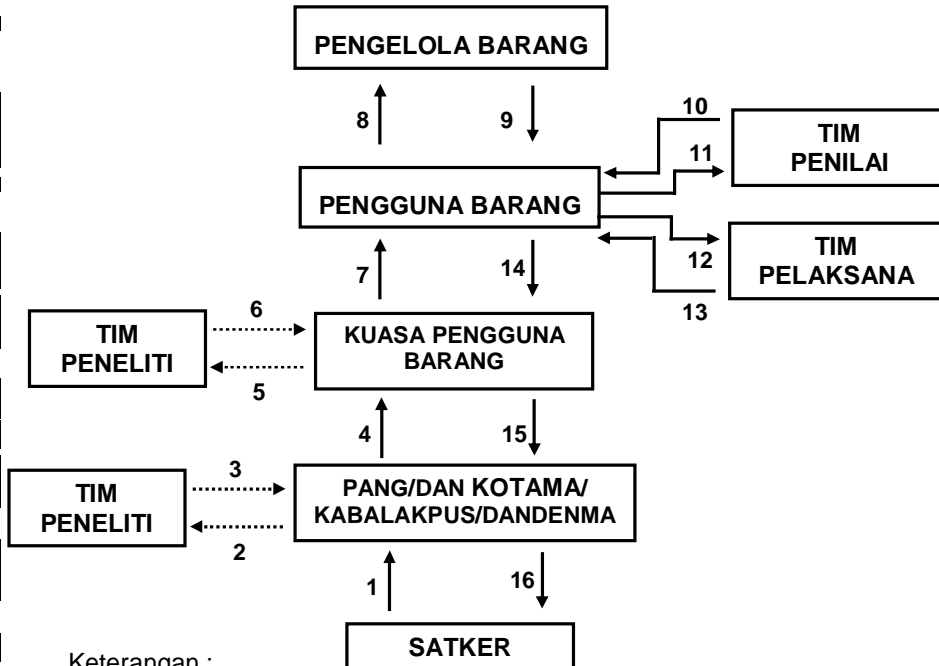 PENGELOLA BARANG
8
9
10
TIM
PENILAI
11
PENGGUNA BARANG
12
TIM
PELAKSANA
13
7
14
TIM
PENELITI
6
5
KUASA PENGGUNA
BARANG
4
15
TIM
PENELITI
3
2
PANG/DAN KOTAMA/
KABALAKPUS/DANDENMA
1
16
SATKER
Keterangan :